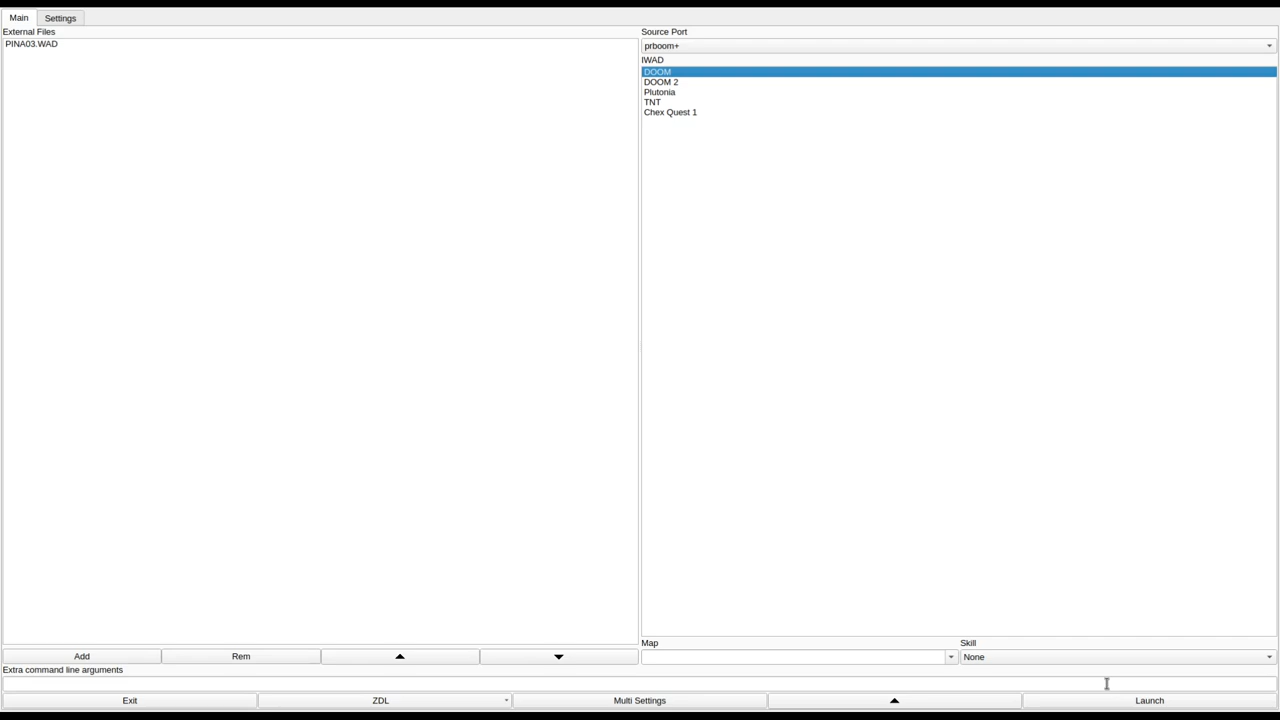 Main
Settings
External Files
PINA03.WAD
Source Port
prboom+
IWAD
DOOM
DOOM 2
Plutonia
TNT
Chex Quest 1
Map
Skill
None
Add
Rem
Extra command line arguments
Exit
ZDL
Multi Settings
Launch